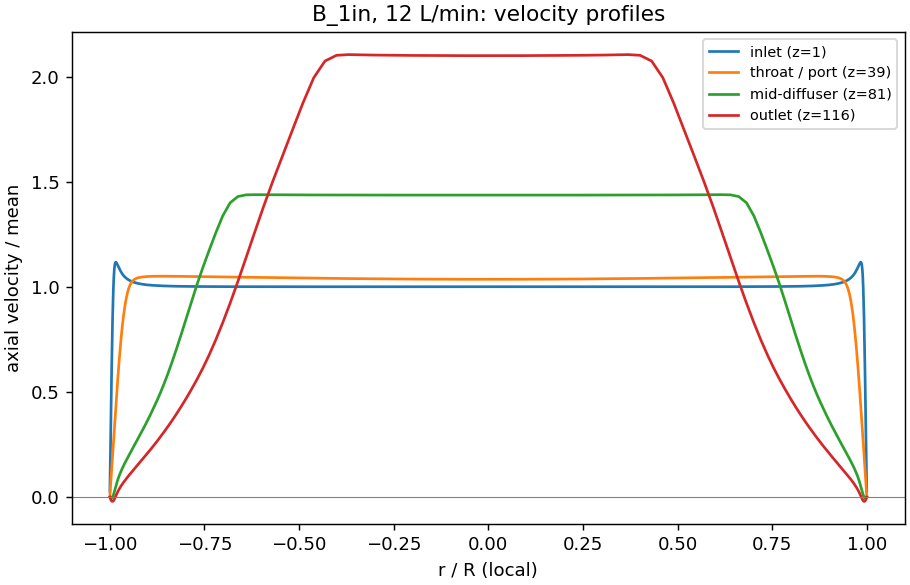 B_1in, 12 L/min: velocity profiles
inlet (z=1)
throat / port (z=39)
mid-diffuser (z=81)
outlet (z=116)
axial velocity / mean
2.0
1.5
1.0
0.5
0.0
−1.00 −0.75 −0.50 −0.25 0.00 0.25 0.50 0.75 1.00
r / R (local)